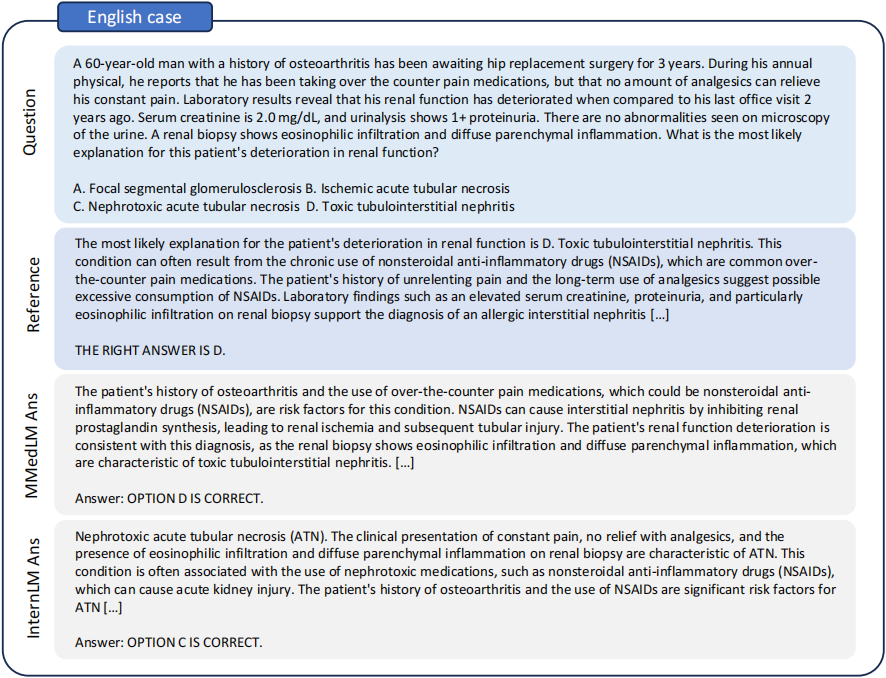 English case
Question
A 60-year-old man with a history of osteoarthritis has been awaiting hip replacement surgery for 3 years. During his annual
physical, he reports that he has been taking over the counter pain medications, but that no amount of analgesics can relieve
his constant pain. Laboratory results reveal that his renal function has deteriorated when compared to his last office visit 2
years ago. Serum creatinine is 2.0 mg/dL, and urinalysis shows 1+ proteinuria. There are no abnormalities seen on microscopy
of the urine. A renal biopsy shows eosinophilic infiltration and diffuse parenchymal inflammation. What is the most likely
explanation for this patient's deterioration in renal function?
A. Focal segmental glomerulosclerosis B. Ischemic acute tubular necrosis
C. Nephrotoxic acute tubular necrosis D. Toxic tubulointerstitial nephritis
Reference
The most likely explanation for the patient's deterioration in renal function is D. Toxic tubulointerstitial nephritis. This
condition can often result from the chronic use of nonsteroidal anti-inflammatory drugs (NSAIDs), which are common over-
the-counter pain medications. The patient's history of unrelenting pain and the long-term use of analgesics suggest possible
excessive consumption of NSAIDs. Laboratory findings such as an elevated serum creatinine, proteinuria, and particularly
eosinophilic infiltration on renal biopsy support the diagnosis of an allergic interstitial nephritis [...]
THE RIGHT ANSWER IS D.
MMedLM Ans
The patient's history of osteoarthritis and the use of over-the-counter pain medications, which could be nonsteroidal anti-
inflammatory drugs (NSAIDs), are risk factors for this condition. NSAIDs can cause interstitial nephritis by inhibiting renal
prostaglandin synthesis, leading to renal ischemia and subsequent tubular injury. The patient's renal function deterioration is
consistent with this diagnosis, as the renal biopsy shows eosinophilic infiltration and diffuse parenchymal inflammation, which
are characteristic of toxic tubulointerstitial nephritis. [...]
Answer: OPTION D IS CORRECT.
InternLM Ans
Nephrotoxic acute tubular necrosis (ATN). The clinical presentation of constant pain, no relief with analgesics, and the
presence of eosinophilic infiltration and diffuse parenchymal inflammation on renal biopsy are characteristic of ATN. This
condition is often associated with the use of nephrotoxic medications, such as nonsteroidal anti-inflammatory drugs (NSAIDs),
which can cause acute kidney injury. The patient's history of osteoarthritis and the use of NSAIDs are significant risk factors for
ATN [...]
Answer: OPTION C IS CORRECT.